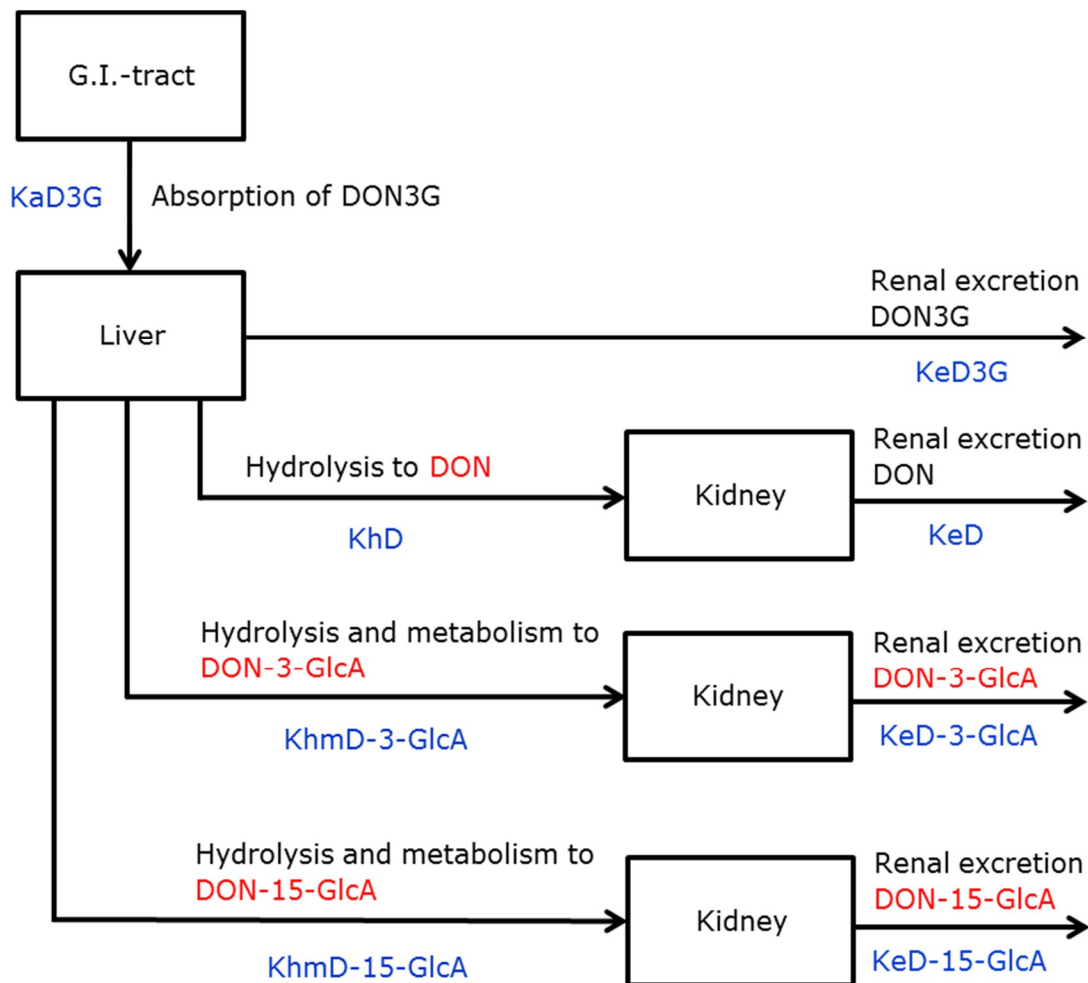 G.I.-tract
KaD3G
Absorption of DON3G
Liver
Renal excretion
DON3G
KeD3G
Hydrolysis to DON
KhD
Kidney
Renal excretion
DON
KeD
Hydrolysis and metabolism to
DON-3-GlcA
KhmD-3-GlcA
Kidney
Renal excretion
DON-3-GlcA
KeD-3-GlcA
Hydrolysis and metabolism to
DON-15-GlcA
KhmD-15-GlcA
Kidney
Renal excretion
DON-15-GlcA
KeD-15-GlcA